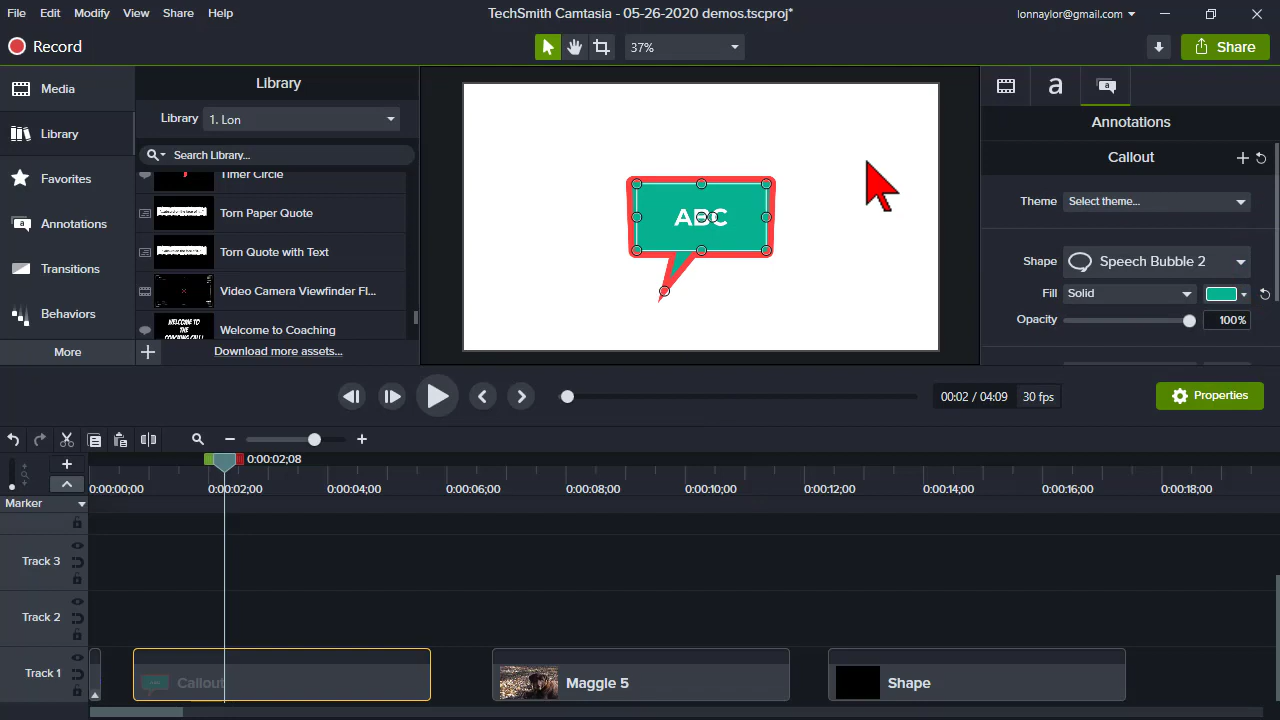 File Edit Modify View Share Help
TechSmith Camtasia - 05-26-2020 demos.tscproj*
lonnaylor@gmail.com
Record
37%
Share
Media
Library
Favorites
Annotations
Transitions
Behaviors
More
Library
Library 1. Lon
Search Library...
Timer Circle
Torn Paper Quote
Torn Quote with Text
Video Camera Viewfinder Fl...
WELCOME TO THE COACHING CALL!
Welcome to Coaching
Download more assets...
ABC
a
Annotations
Callout
Theme Select theme...
Shape Speech Bubble 2
Fill Solid
Opacity 100%
00:02 / 04:09 30 fps
Properties
0:00:02;08
0:00:00;00 0:00:02;00 0:00:04;00 0:00:06;00 0:00:08;00 0:00:10;00 0:00:12;00 0:00:14;00 0:00:16;00 0:00:18;00
Marker
Track 3
Track 2
Track 1
Callout
Maggie 5
Shape